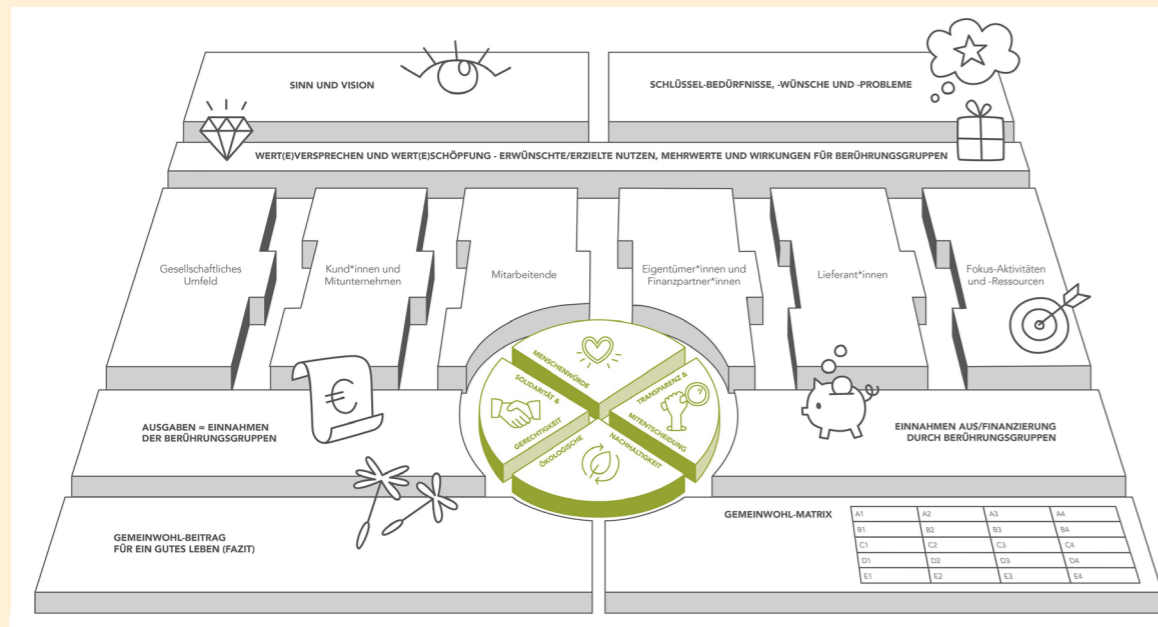 SINN UND VISION
SCHLÜSSEL-BEDÜRFNISSE, -WÜNSCHE UND -PROBLEME
WERT(E)VERSPRECHEN UND WERT(E)SCHÖPFUNG - ERWÜNSCHTE/ERZIELTE NUTZEN, MEHRWERTE UND WIRKUNGEN FÜR BERÜHRUNGSGRUPPEN
Gesellschaftliches
Umfeld
Kund*innen und
Mitunternehmen
Mitarbeitende
Eigentümer*innen und
Finanzpartner*innen
Lieferant*innen
Fokus-Aktivitäten
und -Ressourcen
MENSCHENWÜRDE
SOLIDARITÄT &
GERECHTIGKEIT
TRANSPARENZ &
MITENTSCHEIDUNG
ÖKOLOGISCHE
NACHHALTIGKEIT
€
AUSGABEN = EINNAHMEN
DER BERÜHRUNGSGRUPPEN
EINNAHMEN AUS/FINANZIERUNG
DURCH BERÜHRUNGSGRUPPEN
GEMEINWOHL-BEITRAG
FÜR EIN GUTES LEBEN (FAZIT)
GEMEINWOHL-MATRIX
A1 A2 A3 A4
B1 B2 B3 B4
C1 C2 C3 C4
D1 D2 D3 D4
E1 E2 E3 E4